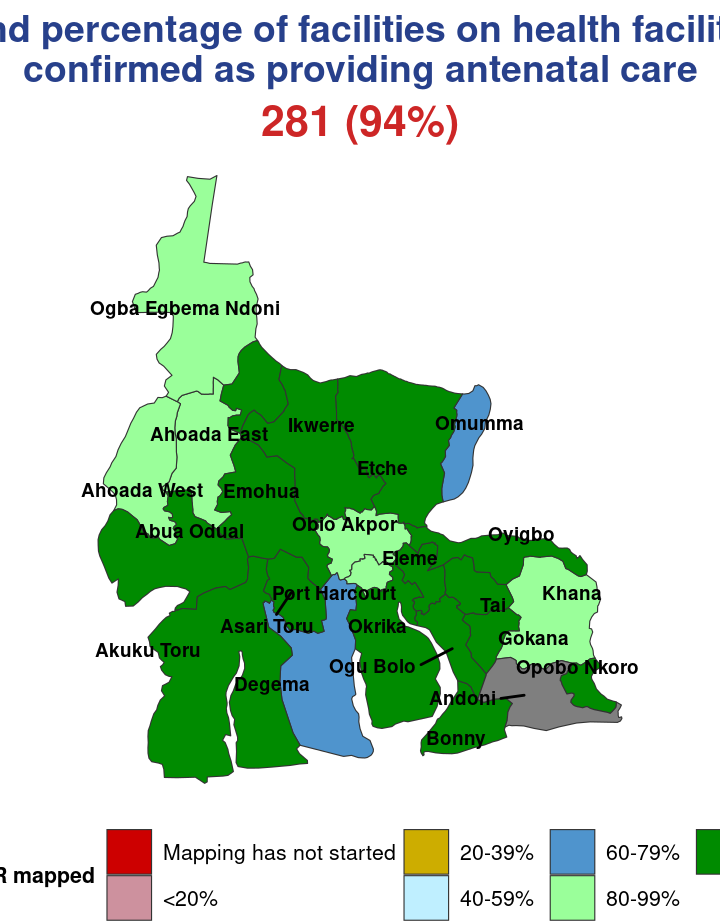 nd percentage of facilities on health facilit
confirmed as providing antenatal care
281 (94%)
Ogba Egbema Ndoni
Ahoada East
Ikwerre
Omumma
Etche
Ahoada West
Emohua
Abua Odual
Obio Akpor
Oyigbo
Eleme
Port Harcourt
Khana
Tai
Asari Toru
Okrika
Gokana
Akuku Toru
Ogu Bolo
Opobo Nkoro
Degema
Andoni
Bonny
R mapped
Mapping has not started
20-39%
60-79%
<20%
40-59%
80-99%